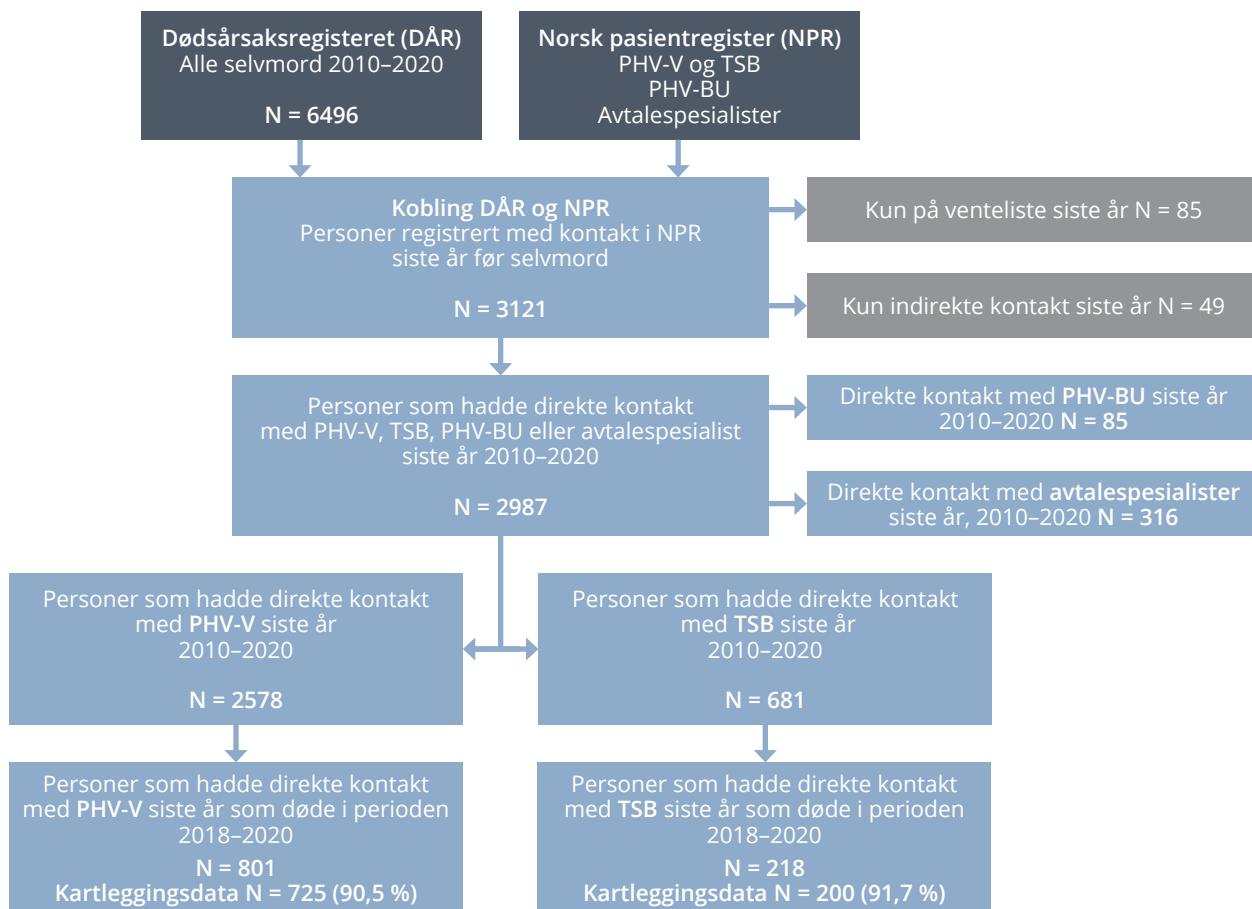 Dødsårsaksregisteret (DÅR)
Alle selvmord 2010–2020
N = 6496
Norsk pasientregister (NPR)
PHV-V og TSB
PHV-BU
Avtalespesialister
Kobling DÅR og NPR
Personer registrert med kontakt i NPR
siste år før selvmord
N = 3121
Kun på venteliste siste år N = 85
Kun indirekte kontakt siste år N = 49
Personer som hadde direkte kontakt
med PHV-V, TSB, PHV-BU eller avtalespesialist
siste år 2010–2020
N = 2987
Direkte kontakt med PHV-BU siste år
2010–2020 N = 85
Direkte kontakt med avtalespesialister
siste år, 2010–2020 N = 316
Personer som hadde direkte kontakt
med PHV-V siste år
2010–2020
N = 2578
Personer som hadde direkte kontakt
med TSB siste år
2010–2020
N = 681
Personer som hadde direkte kontakt
med PHV-V siste år som døde i perioden
2018–2020
N = 801
Kartleggingsdata N = 725 (90,5 %)
Personer som hadde direkte kontakt
med TSB siste år som døde i perioden
2018–2020
N = 218
Kartleggingsdata N = 200 (91,7 %)